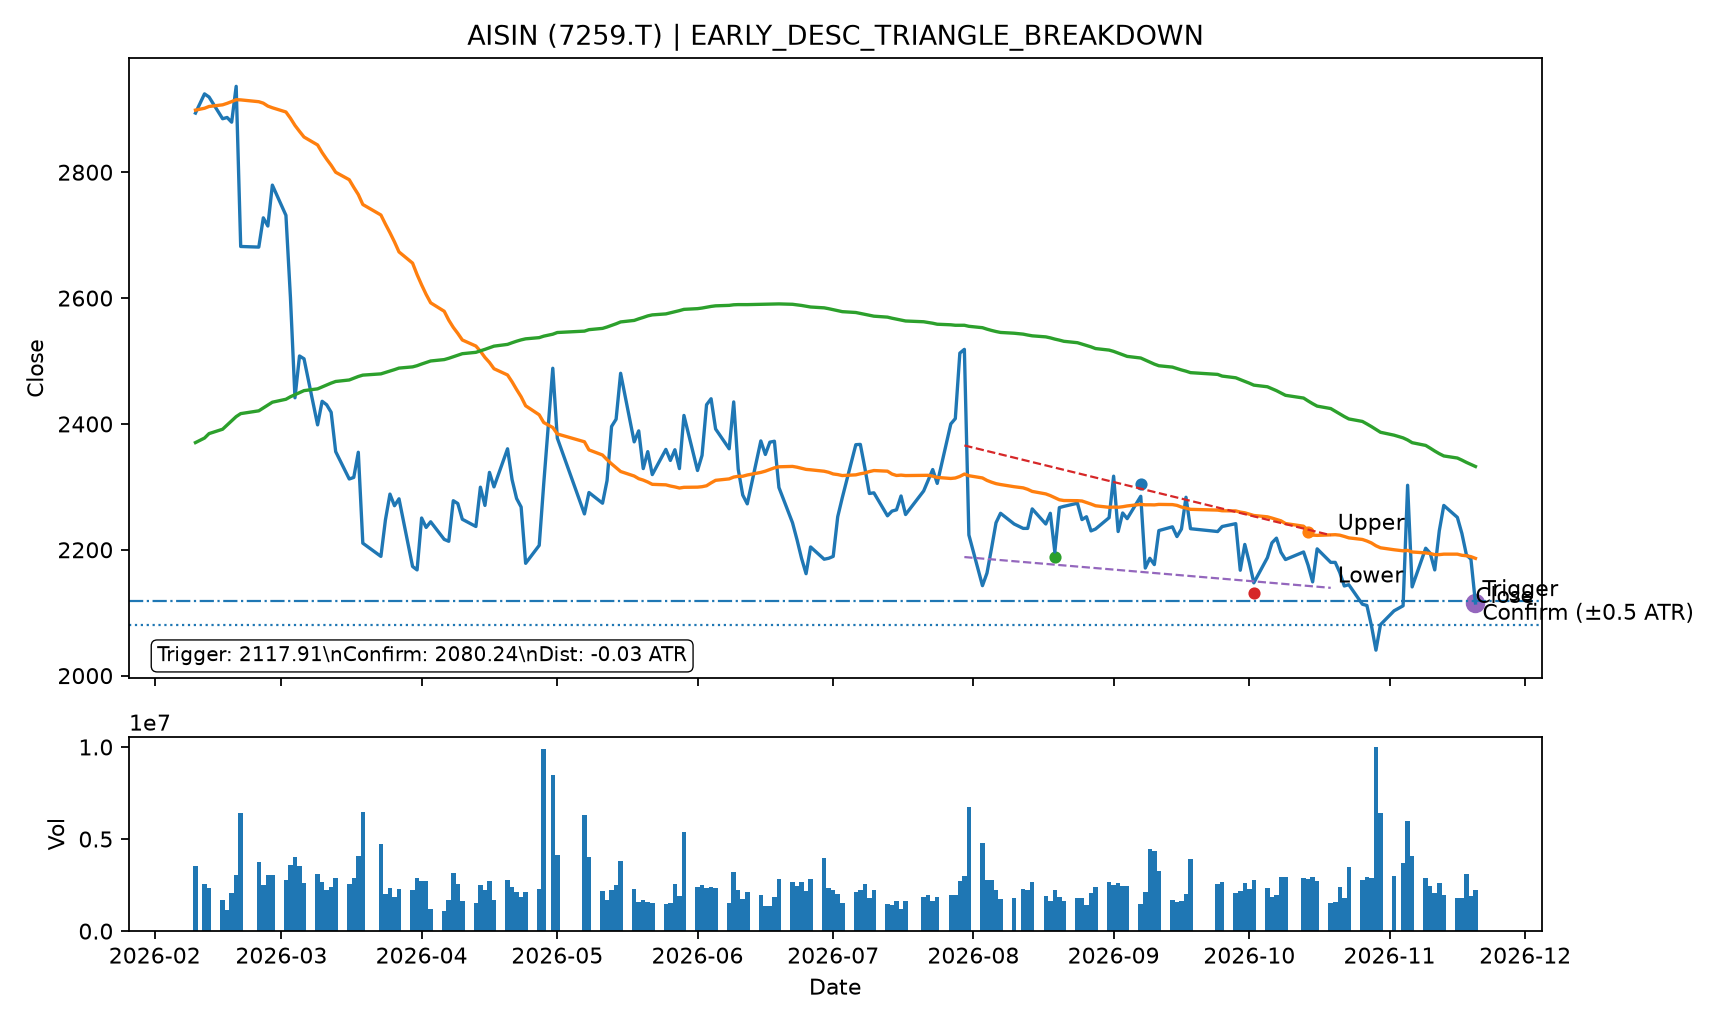 AISIN (7259.T) | EARLY_DESC_TRIANGLE_BREAKDOWN
Close
2800
2600
2400
2200
2000
Upper
Lower
Trigger
Close
Confirm (±0.5 ATR)
Trigger: 2117.91\nConfirm: 2080.24\nDist: -0.03 ATR
1e7
Vol
1.0
0.5
0.0
2026-02 2026-03 2026-04 2026-05 2026-06 2026-07 2026-08 2026-09 2026-10 2026-11 2026-12
Date